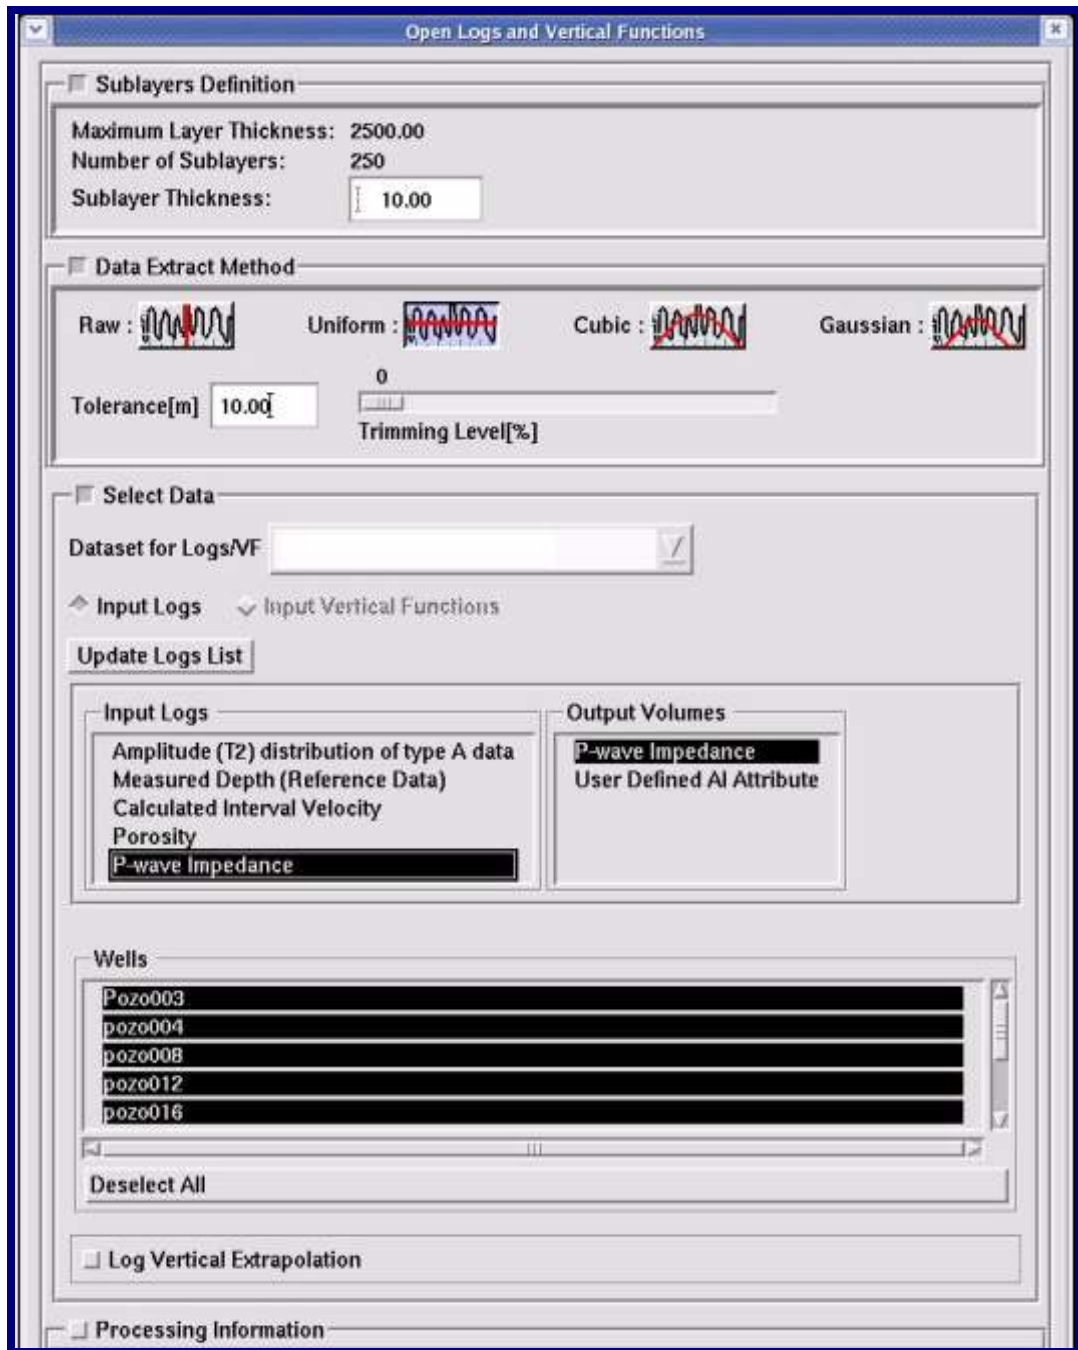 Open Logs and Vertical Functions
Sublayers Definition
Maximum Layer Thickness: 2500.00
Number of Sublayers: 250
Sublayer Thickness: 10.00
Data Extract Method
Raw : Uniform : Cubic : Gaussian :
0
Tolerance[m] 10.00
Trimming Level[%]
Select Data
Dataset for Logs/VF
Input Logs Input Vertical Functions
Update Logs List
Input Logs Output Volumes
Amplitude (T2) distribution of type A data P-wave Impedance
Measured Depth (Reference Data) User Defined AI Attribute
Calculated Interval Velocity
Porosity
P-wave Impedance
Wells
Pozo003
pozo004
pozo008
pozo012
pozo016
Deselect All
Log Vertical Extrapolation
Processing Information